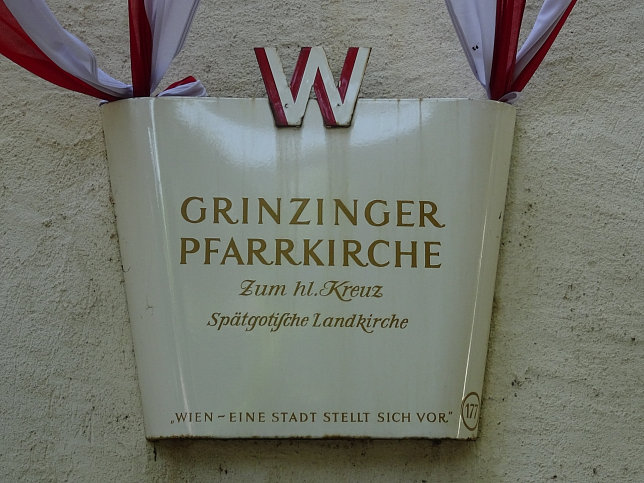 W
GRINZINGER
PFARRKIRCHE
Zum hl. Kreuz
Spätgotiſche Landkirche
„WIEN – EINE STADT STELLT SICH VOR."
177